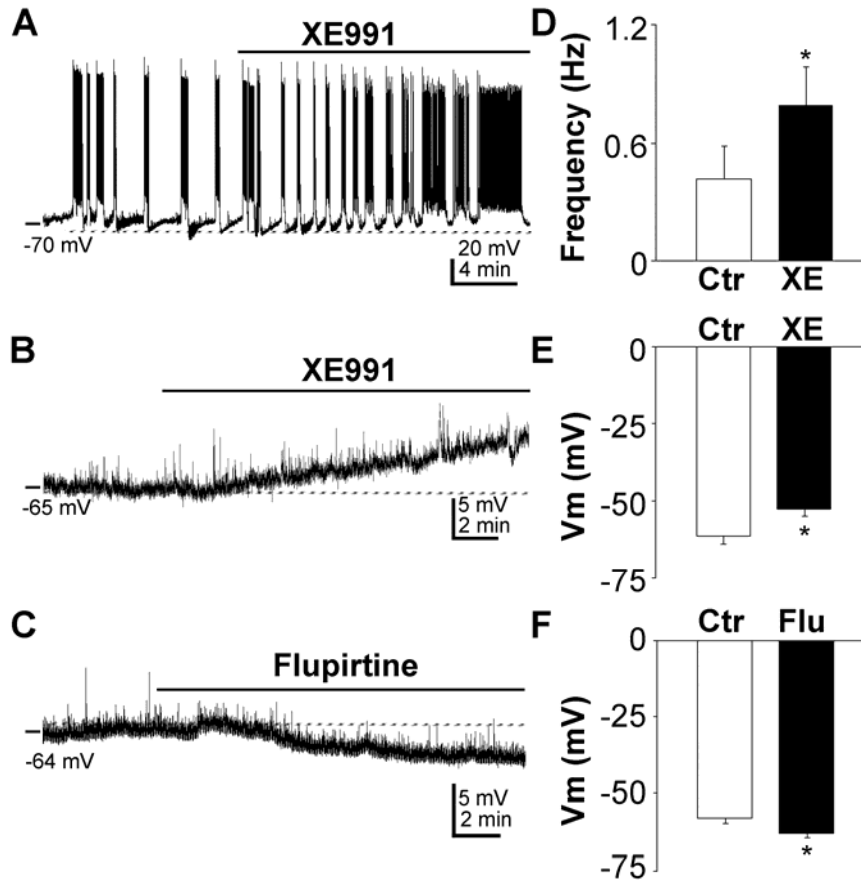 A
XE991
-70 mV
20 mV
4 min
D
Frequency (Hz)
1.2
0.6
0
*
Ctr XE
B
XE991
-65 mV
5 mV
2 min
E
Ctr XE
Vm (mV)
0
-25
-50
-75
*
C
Flupirtine
-64 mV
5 mV
2 min
F
Ctr Flu
Vm (mV)
0
-25
-50
-75
*